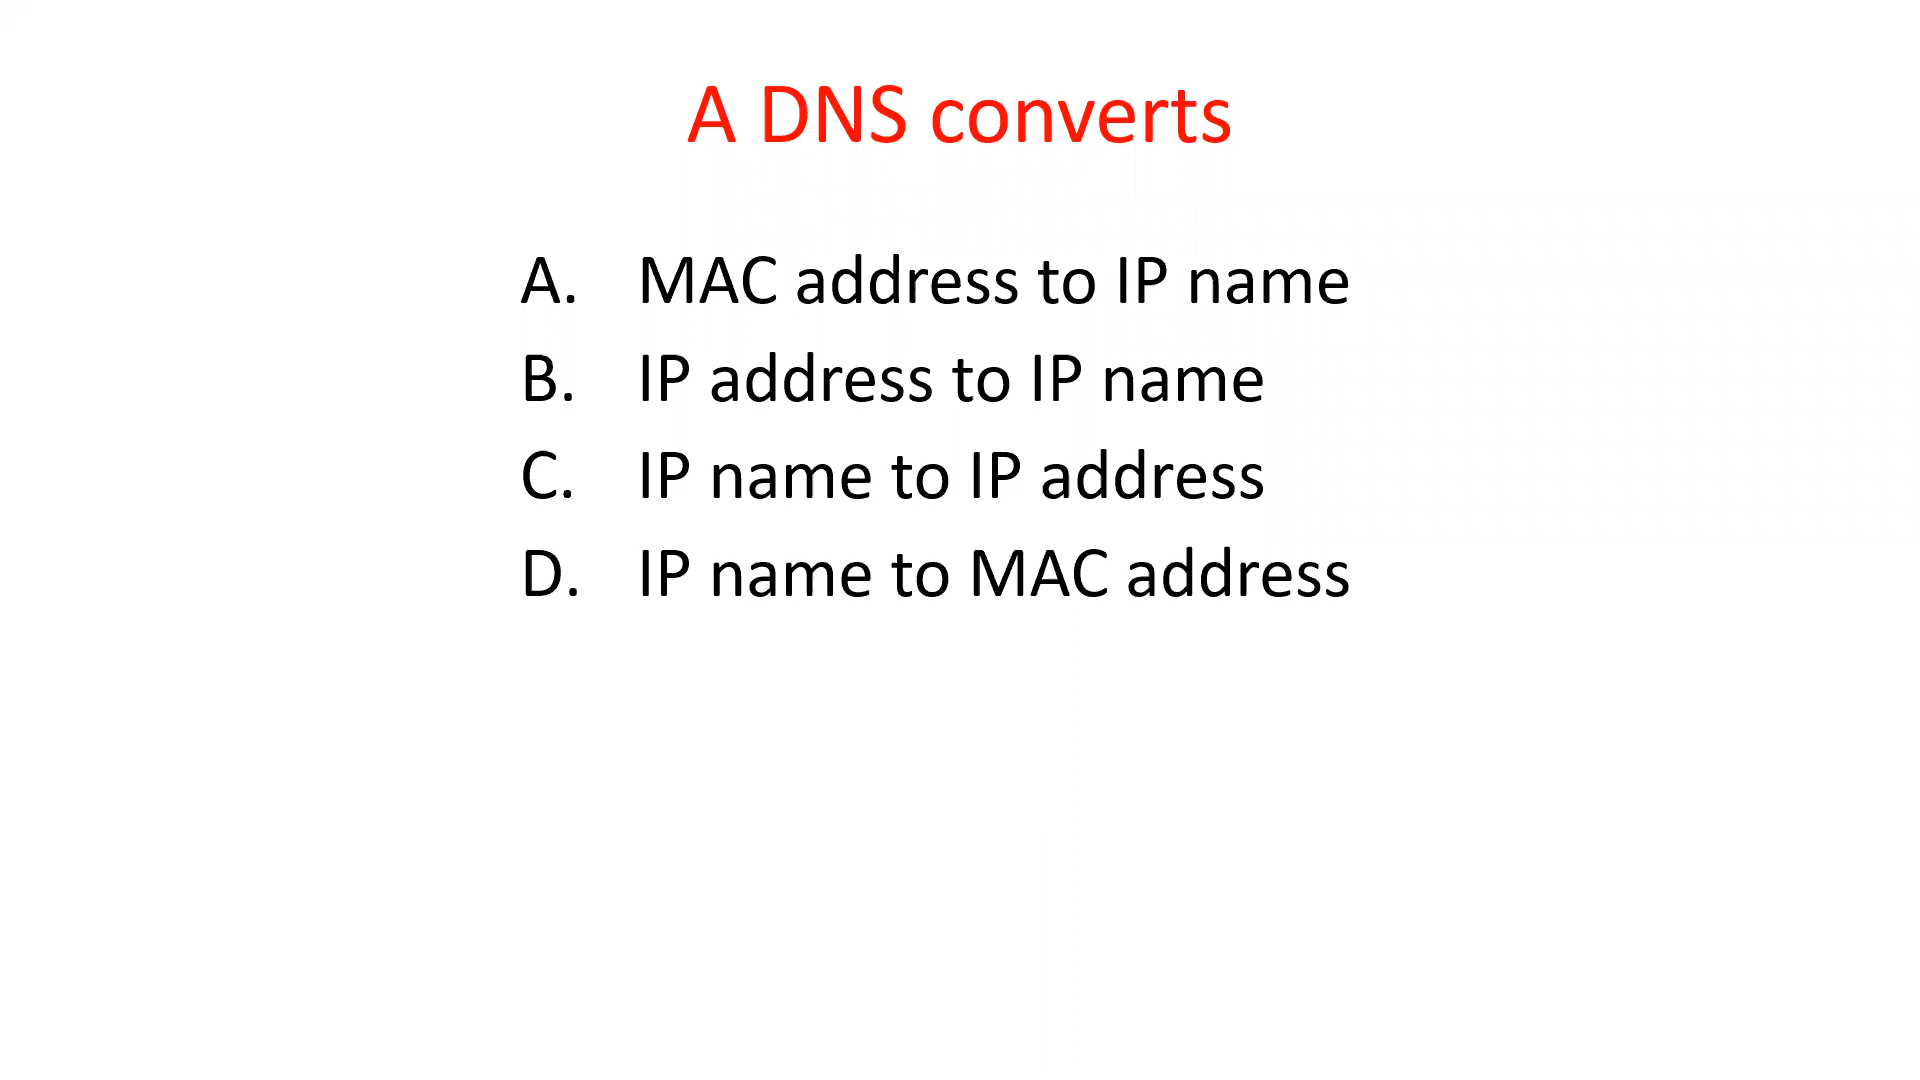 A DNS converts
A. MAC address to IP name
B. IP address to IP name
C. IP name to IP address
D. IP name to MAC address